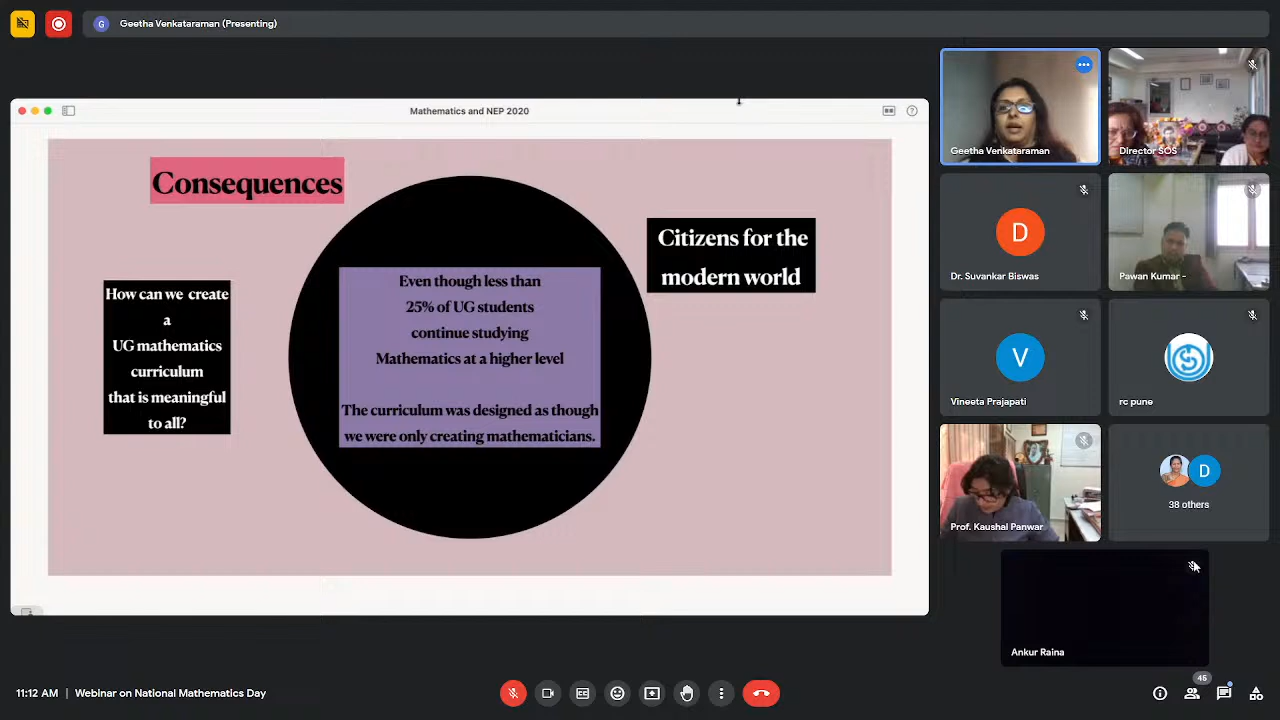 G
Geetha Venkataraman (Presenting)
Mathematics and NEP 2020
Consequences
How can we create
a
UG mathematics
curriculum
that is meaningful
to all?
Even though less than
25% of UG students
continue studying
Mathematics at a higher level
The curriculum was designed as though
we were only creating mathematicians.
Citizens for the
modern world
Geetha Venkataraman
Director SOS
D
Dr. Suvankar Biswas
Pawan Kumar -
V
Vineeta Prajapati
rc pune
Prof. Kaushal Panwar
D
38 others
Ankur Raina
11:12 AM | Webinar on National Mathematics Day
46